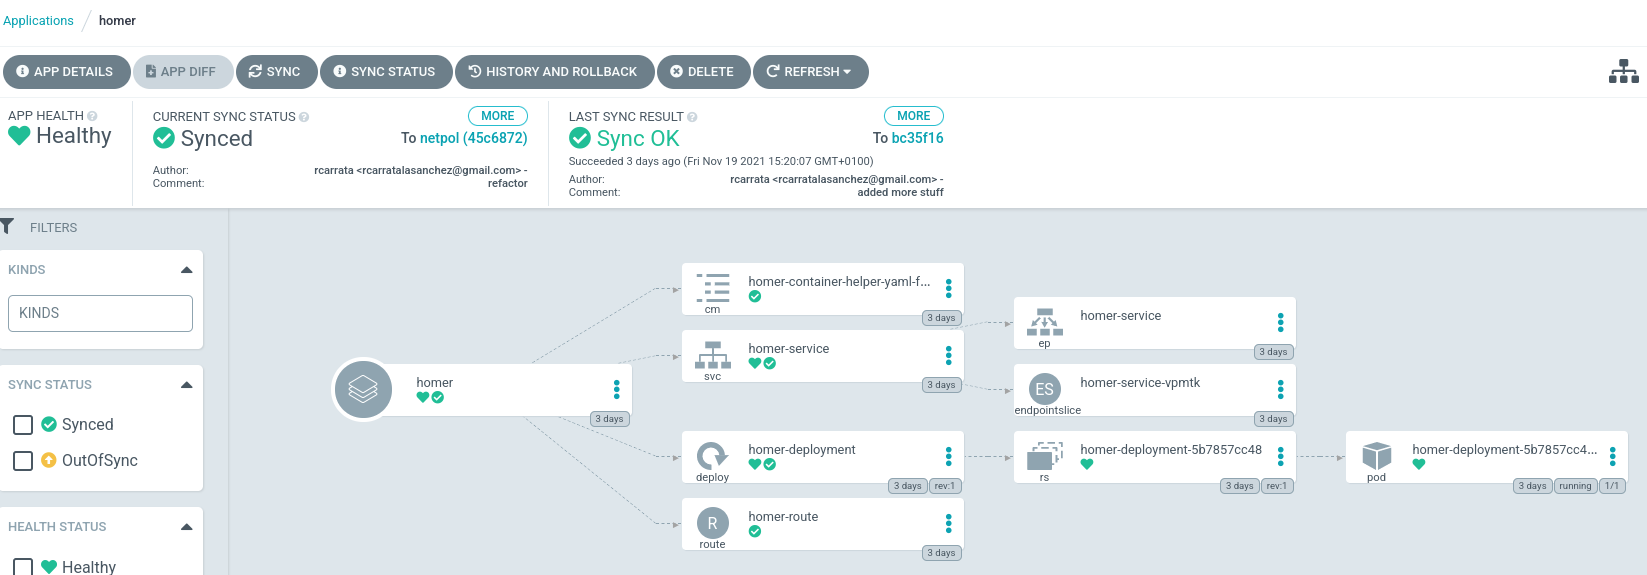 Applications / homer
APP DETAILS
APP DIFF
SYNC
SYNC STATUS
HISTORY AND ROLLBACK
DELETE
REFRESH
APP HEALTH ?
Healthy
CURRENT SYNC STATUS ?
MORE
Synced
To netpol (45c6872)
Author: rcarrata <rcarratalasanchez@gmail.com> -
Comment: refactor
LAST SYNC RESULT ?
MORE
Sync OK
To bc35f16
Succeeded 3 days ago (Fri Nov 19 2021 15:20:07 GMT+0100)
Author: rcarrata <rcarratalasanchez@gmail.com> -
Comment: added more stuff
FILTERS
KINDS
KINDS
SYNC STATUS
Synced
OutOfSync
HEALTH STATUS
Healthy
homer
3 days
homer-container-helper-yaml-f...
cm
3 days
homer-service
svc
3 days
homer-deployment
deploy
3 days
rev:1
R
homer-route
route
3 days
homer-service
ep
3 days
ES
homer-service-vpmtk
endpointslice
3 days
homer-deployment-5b7857cc48
rs
3 days
rev:1
homer-deployment-5b7857cc4...
pod
3 days
running
1/1